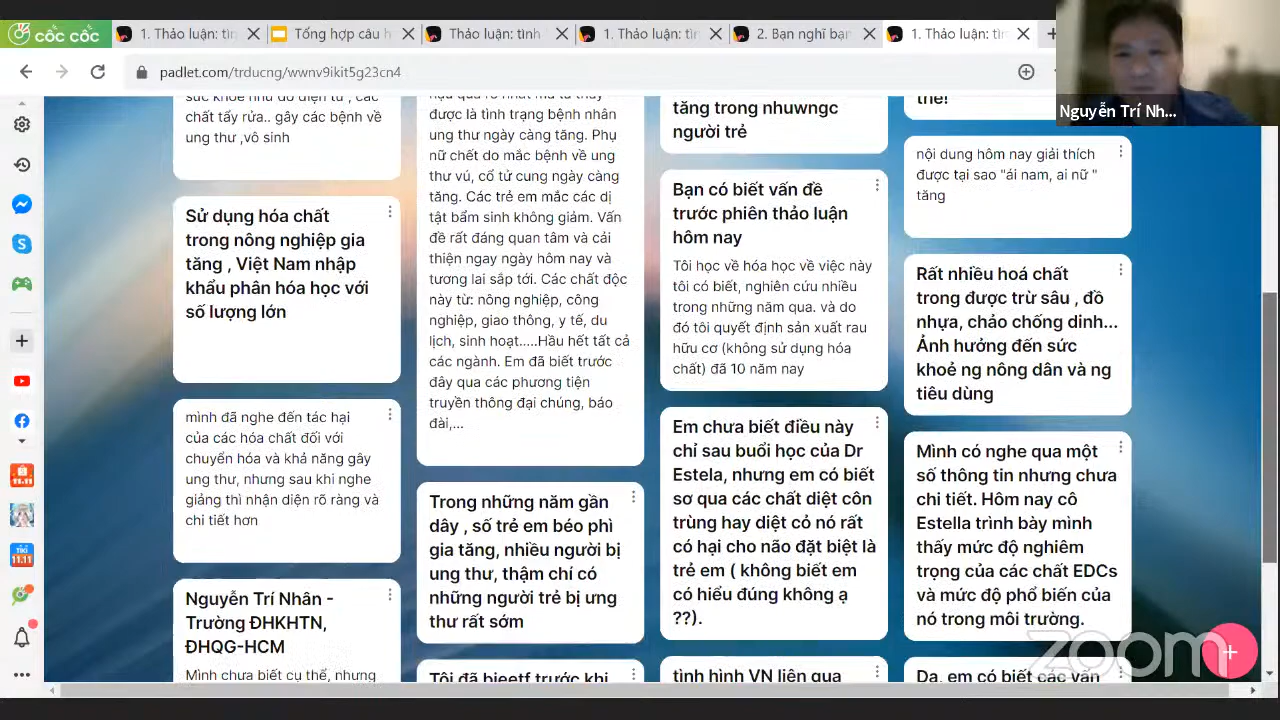 cốc cốc
1. Thảo luận: tìn
Tổng hợp câu h
Thảo luận: tình
1. Thảo luận: tìn
2. Bạn nghĩ bạn
1. Thảo luận: tìn
padlet.com/trducng/wwnv9ikit5g23cn4
Nguyễn Trí Nh...
chất tẩy rửa.. gây các bệnh về
ung thư ,vô sinh
Sử dụng hóa chất
trong nông nghiệp gia
tăng , Việt Nam nhập
khẩu phân hóa học với
số lượng lớn
mình đã nghe đến tác hại
của các hóa chất đối với
chuyển hóa và khả năng gây
ung thư, nhưng sau khi nghe
giảng thì nhận diện rõ ràng và
chi tiết hơn
Nguyễn Trí Nhân -
Trường ĐHKHTN,
ĐHQG-HCM
Mình chưa biết cụ thể, nhưng
được là tình trạng bệnh nhân
ung thư ngày càng tăng. Phụ
nữ chết do mắc bệnh về ung
thư vú, cổ tử cung ngày càng
tăng. Các trẻ em mắc các dị
tật bẩm sinh không giảm. Vấn
đề rất đáng quan tâm và cải
thiện ngay ngày hôm nay và
tương lai sắp tới. Các chất độc
này từ: nông nghiệp, công
nghiệp, giao thông, y tế, du
lịch, sinh hoạt.....Hầu hết tất cả
các ngành. Em đã biết trước
đây qua các phương tiện
truyền thông đại chúng, báo
đài,...
Trong những năm gần
dây , số trẻ em béo phì
gia tăng, nhiều người bị
ung thư, thậm chí có
những người trẻ bị ưng
thư rất sớm
Tôi đã bieetf trước khi
tăng trong nhuwngc
người trẻ
Bạn có biết vấn đề
trước phiên thảo luận
hôm nay
Tôi học về hóa học về việc này
tôi có biết, nghiên cứu nhiều
trong những năm qua. và do
đó tôi quyết định sản xuất rau
hữu cơ (không sử dụng hóa
chất) đã 10 năm nay
Em chưa biết điều này
chỉ sau buổi học của Dr
Estela, nhưng em có biết
sơ qua các chất diệt côn
trùng hay diệt cỏ nó rất
có hại cho não đặt biệt là
trẻ em ( không biết em
có hiểu đúng không ạ
??).
tình hình VN liên qua
thế!
nội dung hôm nay giải thích
được tại sao "ái nam, ai nữ "
tăng
Rất nhiều hoá chất
trong được trừ sâu , đồ
nhựa, chảo chống dinh...
Ảnh hưởng đến sức
khoẻ ng nông dân và ng
tiêu dùng
Mình có nghe qua một
số thông tin nhưng chưa
chi tiết. Hôm nay cô
Estella trình bày mình
thấy mức độ nghiêm
trọng của các chất EDCs
và mức độ phổ biến của
nó trong môi trường.
Dạ, em có biết các vấn
zoom